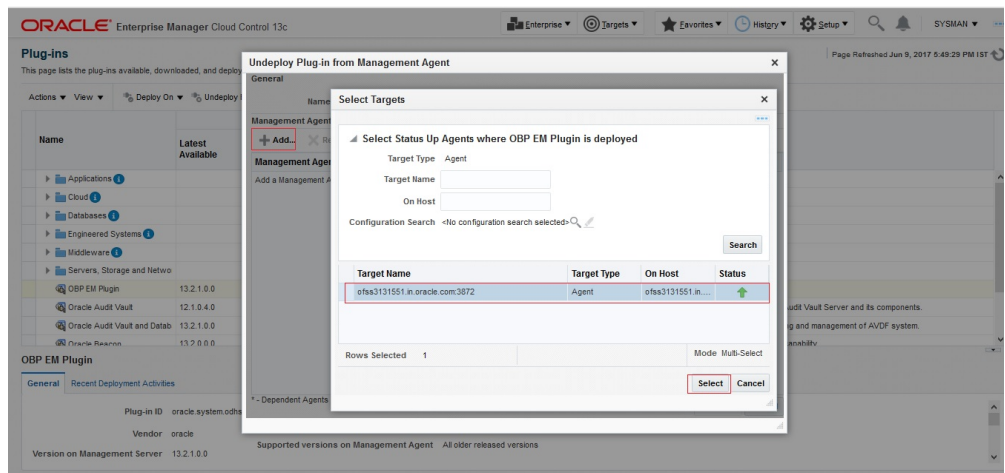 ORACLE Enterprise Manager Cloud Control 13c
Enterprise Targets Favorites History Setup SYSMAN
Plug-ins
Page Refreshed Jun 9, 2017 5:49:29 PM IST
This page lists the plug-ins available, downloaded, and deploy
Actions View Deploy On Undeploy
Name
Latest Available
Applications
Cloud
Databases
Engineered Systems
Middleware
Servers, Storage and Netwo
OBP EM Plugin 13.2.1.0.0
Oracle Audit Vault 12.1.0.4.0
udit Vault Server and its components.
Oracle Audit Vault and Datab 13.2.1.0.0
g and management of AVDF system.
Oracle Beacon 13.2.0.0.0
OBP EM Plugin
General Recent Deployment Activities
Plug-in ID oracle.system.odhs
Vendor oracle
Version on Management Server 13.2.1.0.0
Undeploy Plug-in from Management Agent
General
Name
Management Agent
Add...
Management Agen
Add a Management A
* - Dependent Agents
Supported versions on Management Agent All older released versions
Select Targets
Select Status Up Agents where OBP EM Plugin is deployed
Target Type Agent
Target Name
On Host
Configuration Search <No configuration search selected>
Search
Target Name Target Type On Host Status
ofss3131551.in.oracle.com:3872 Agent ofss3131551.in....
Rows Selected 1 Mode Multi-Select
Select Cancel